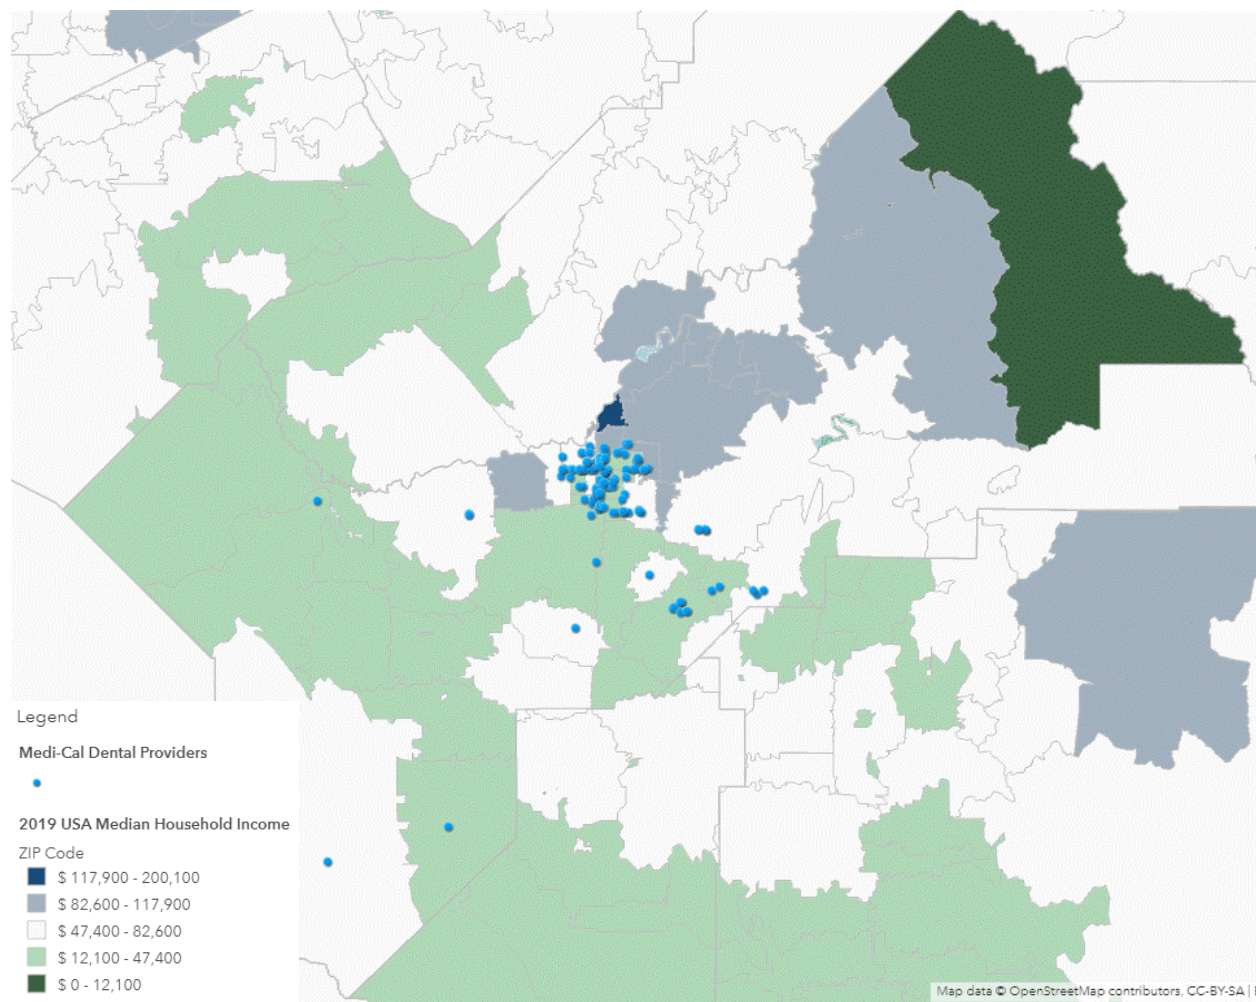 Legend
Medi-Cal Dental Providers
2019 USA Median Household Income
ZIP Code
$ 117,900 - 200,100
$ 82,600 - 117,900
$ 47,400 - 82,600
$ 12,100 - 47,400
$ 0 - 12,100
Map data © OpenStreetMap contributors, CC-BY-SA |